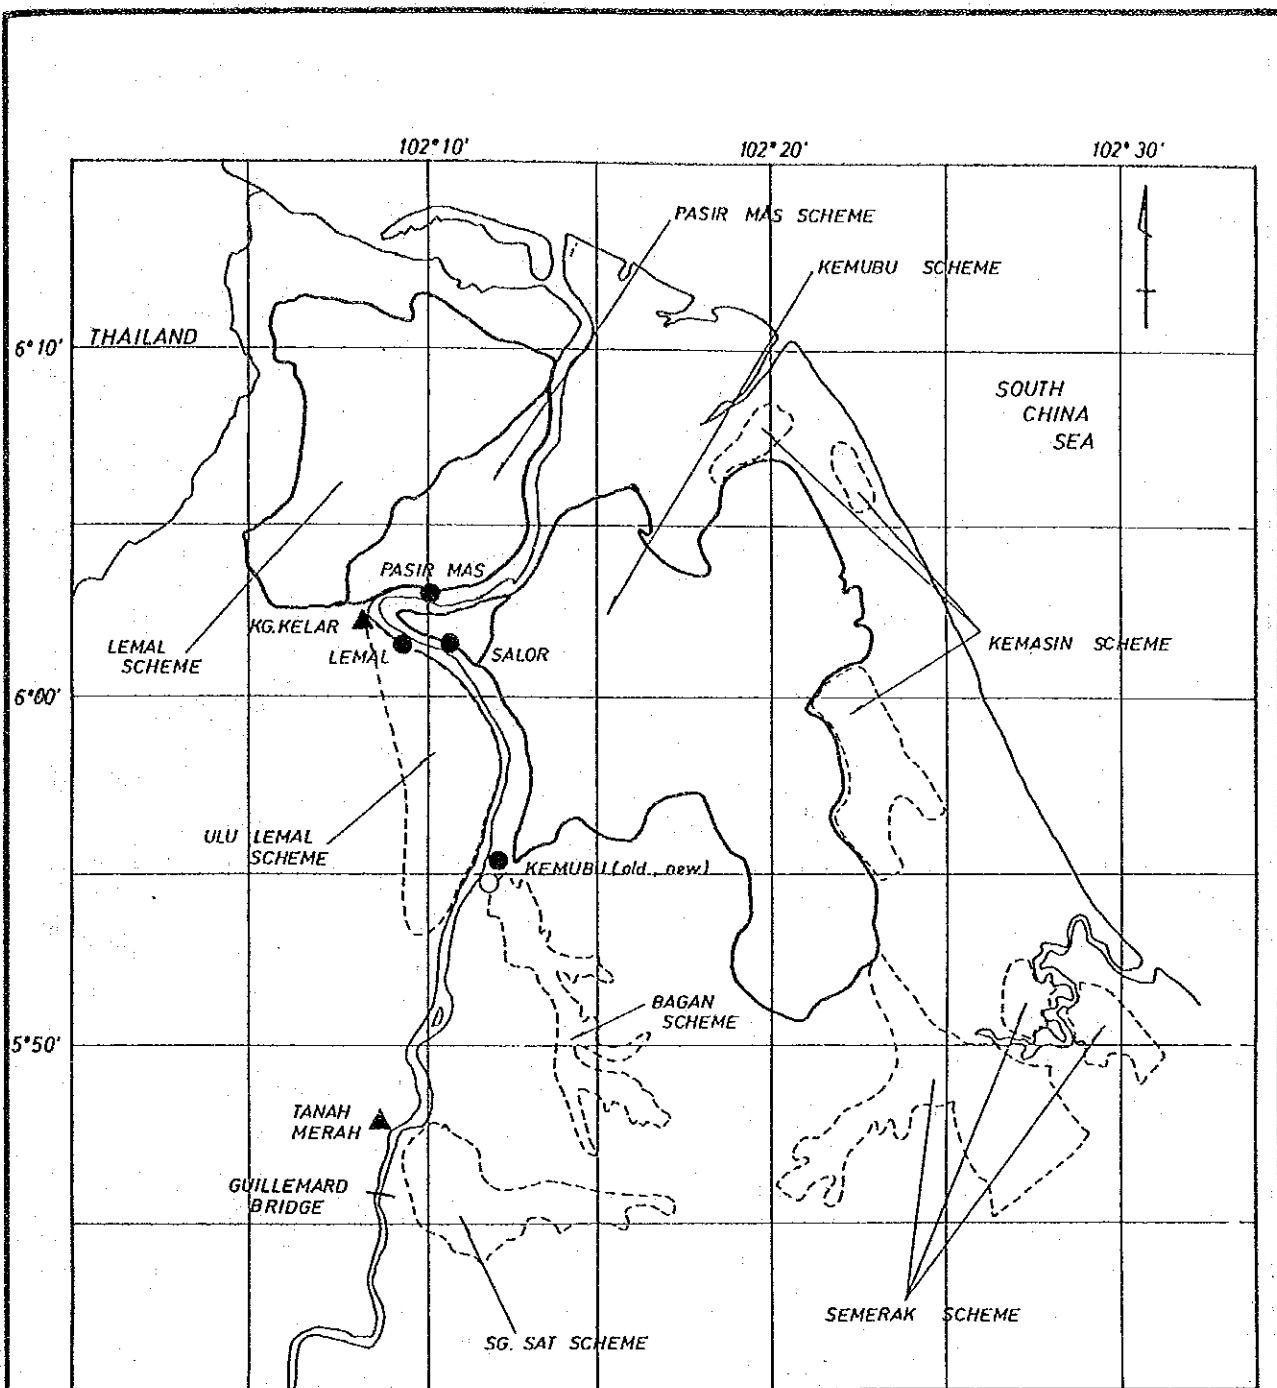 102°10'
102°20'
102°30'
PASIR MAS SCHEME
KEMUBU SCHEME
THAILAND
6°10'
SOUTH
CHINA
SEA
PASIR MAS
KG.KELAR
LEMAL
SCHEME
LEMAL
SALOR
KEMASIN SCHEME
6°00'
ULU LEMAL
SCHEME
KEMUBU (old., new.)
BAGAN
SCHEME
5°50'
TANAH
MERAH
GUILLEMARD
BRIDGE
SEMERAK SCHEME
SG. SAT SCHEME